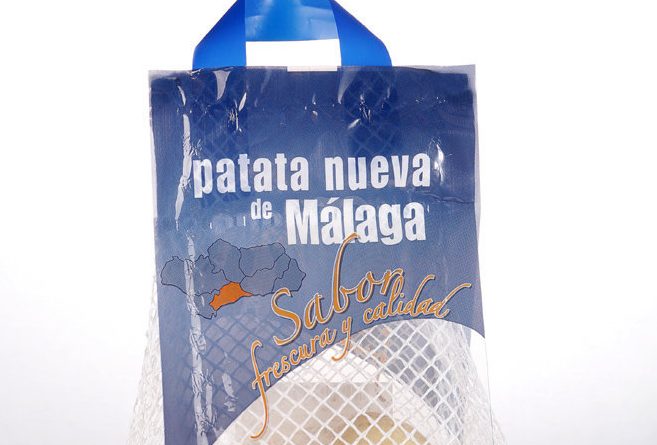 patata nueva
de Málaga
Sabor
frescura y calidad